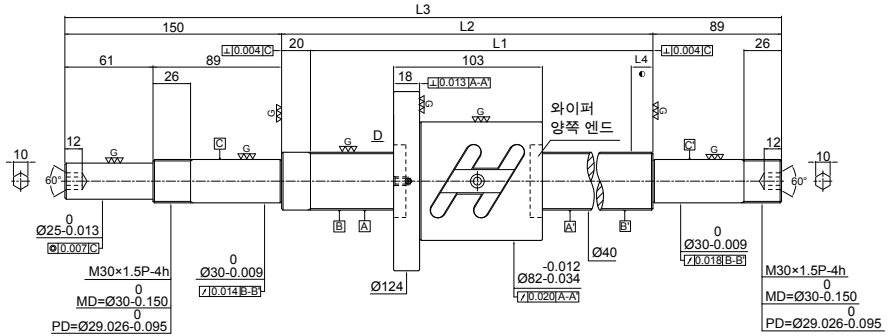 L3
150
L2
89
20
L1
26
⊥ 0.004 C
⊥ 0.004 C
61
89
103
26
18
⊥ 0.013 A-A'
L4
G
G
G
와이퍼
양쪽 엔드
12
G
C
G
G
D
G
C'
G
12
10
60°
60°
10
0
Ø25-0.013
◎ 0.007 C
B
A
A'
B'
0
Ø30-0.009
↗ 0.014 B-B'
Ø40
0
Ø30-0.009
↗ 0.018 B-B'
-0.012
Ø82-0.034
↗ 0.020 A-A'
Ø124
M30×1.5P-4h
0
MD=Ø30-0.150
0
PD=Ø29.026-0.095
M30×1.5P-4h
0
MD=Ø30-0.150
0
PD=Ø29.026-0.095